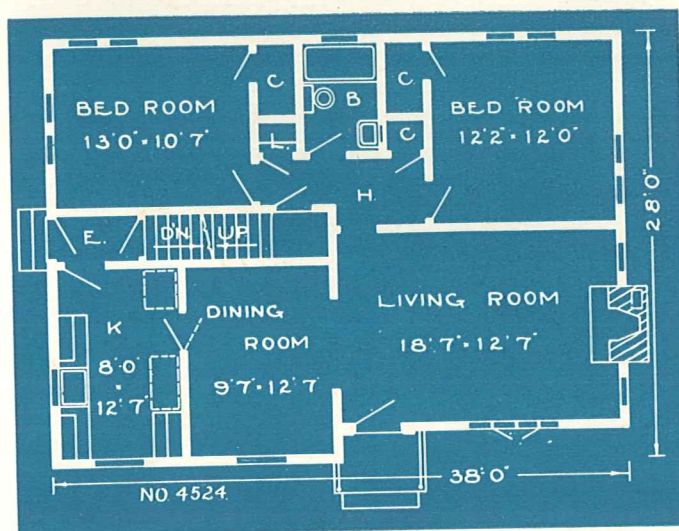 BED ROOM
13'0" × 10'7"
C.
L.
B
C.
C
BED ROOM
12'2" × 12'0"
28'0"
H.
E.
D'N.
UP
K
8'0"
×
12'7"
DINING
ROOM
9'7" × 12'7"
LIVING ROOM
18'7" × 12'7"
38'0"
NO. 4524.